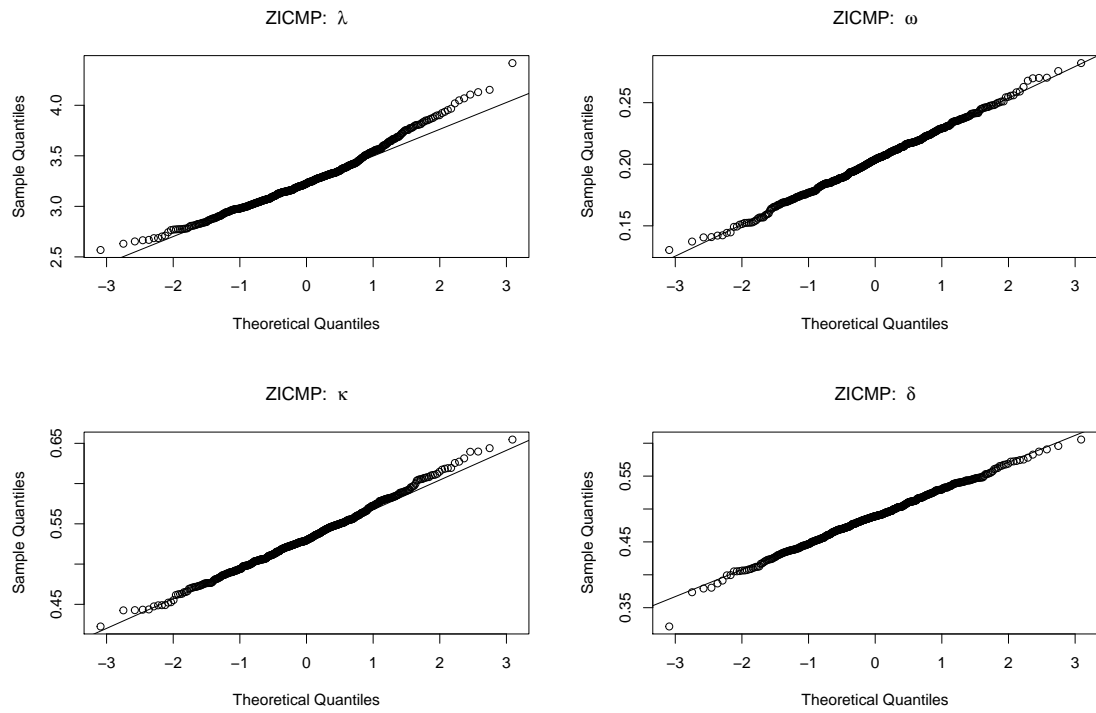 ZICMP: λ
Sample Quantiles
2.5 3.0 3.5 4.0
−3 −2 −1 0 1 2 3
Theoretical Quantiles
ZICMP: ω
Sample Quantiles
0.15 0.20 0.25
−3 −2 −1 0 1 2 3
Theoretical Quantiles
ZICMP: κ
Sample Quantiles
0.45 0.55 0.65
−3 −2 −1 0 1 2 3
Theoretical Quantiles
ZICMP: δ
Sample Quantiles
0.35 0.45 0.55
−3 −2 −1 0 1 2 3
Theoretical Quantiles